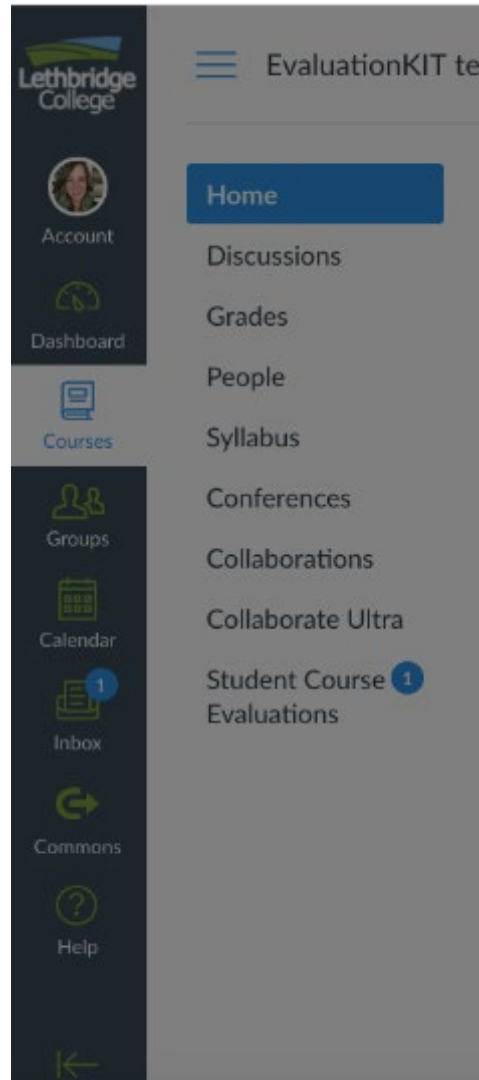 Lethbridge
College
Account
Dashboard
Courses
Groups
Calendar
1
Inbox
Commons
?
Help
EvaluationKIT te
Home
Discussions
Grades
People
Syllabus
Conferences
Collaborations
Collaborate Ultra
Student Course 1
Evaluations